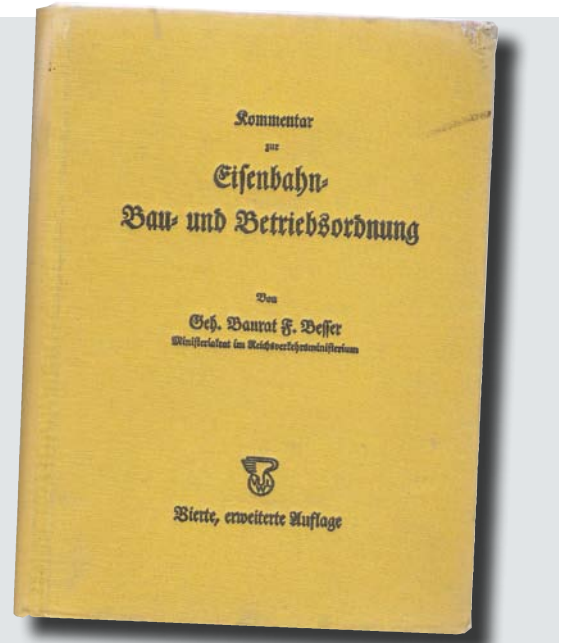 Kommentar
zur
Eisenbahn-
Bau- und Betriebsordnung
Von
Geh. Baurat F. Besser
Ministerialrat im Reichsverkehrsministerium
Vierte, erweiterte Auflage